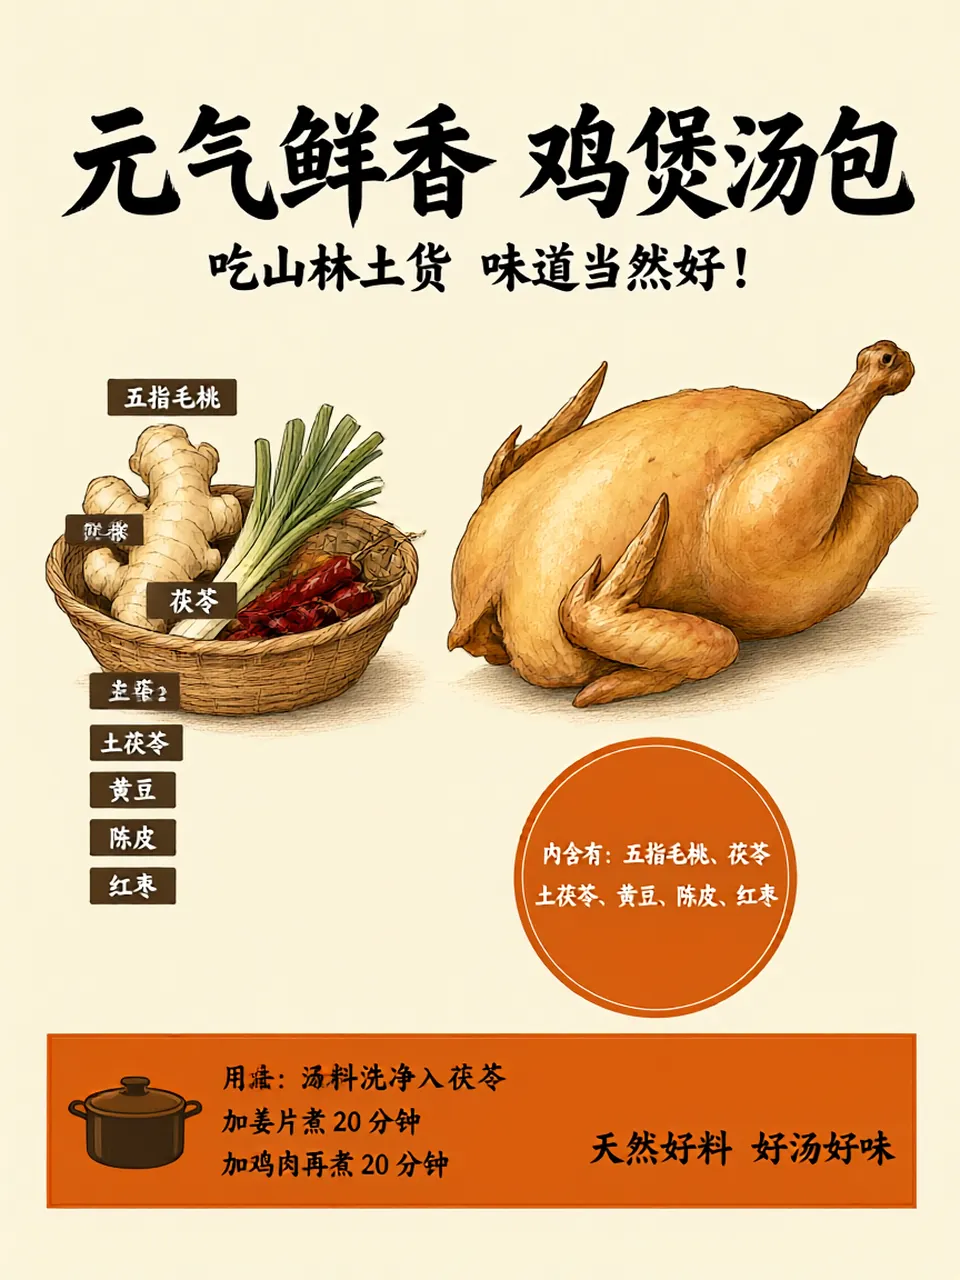 元气鲜香 鸡煲汤包
吃山林土货 味道当然好！
五指毛桃
茯苓
土茯苓
黄豆
陈皮
红枣
内含有：五指毛桃、茯苓
土茯苓、黄豆、陈皮、红枣
用 ：汤料洗净入茯苓
加姜片煮 20 分钟
加鸡肉再煮 20 分钟
天然好料 好汤好味